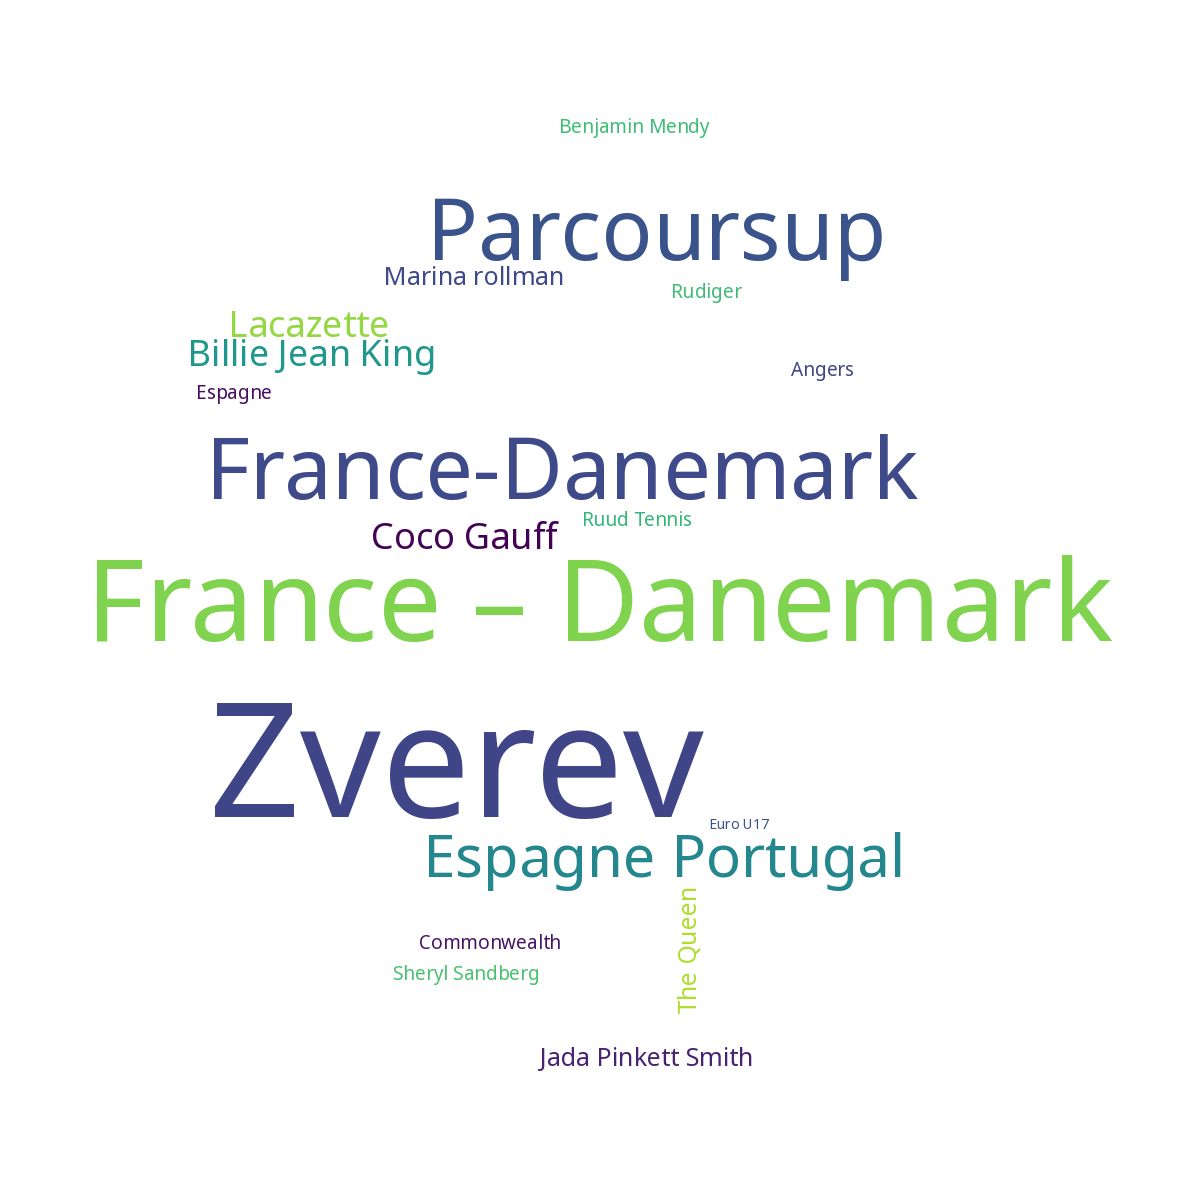 Benjamin Mendy
Parcoursup
Marina rollman
Rudiger
Lacazette
Billie Jean King
Angers
Espagne
France-Danemark
Ruud Tennis
Coco Gauff
France – Danemark
Zverev
Euro U17
Espagne Portugal
The Queen
Commonwealth
Sheryl Sandberg
Jada Pinkett Smith